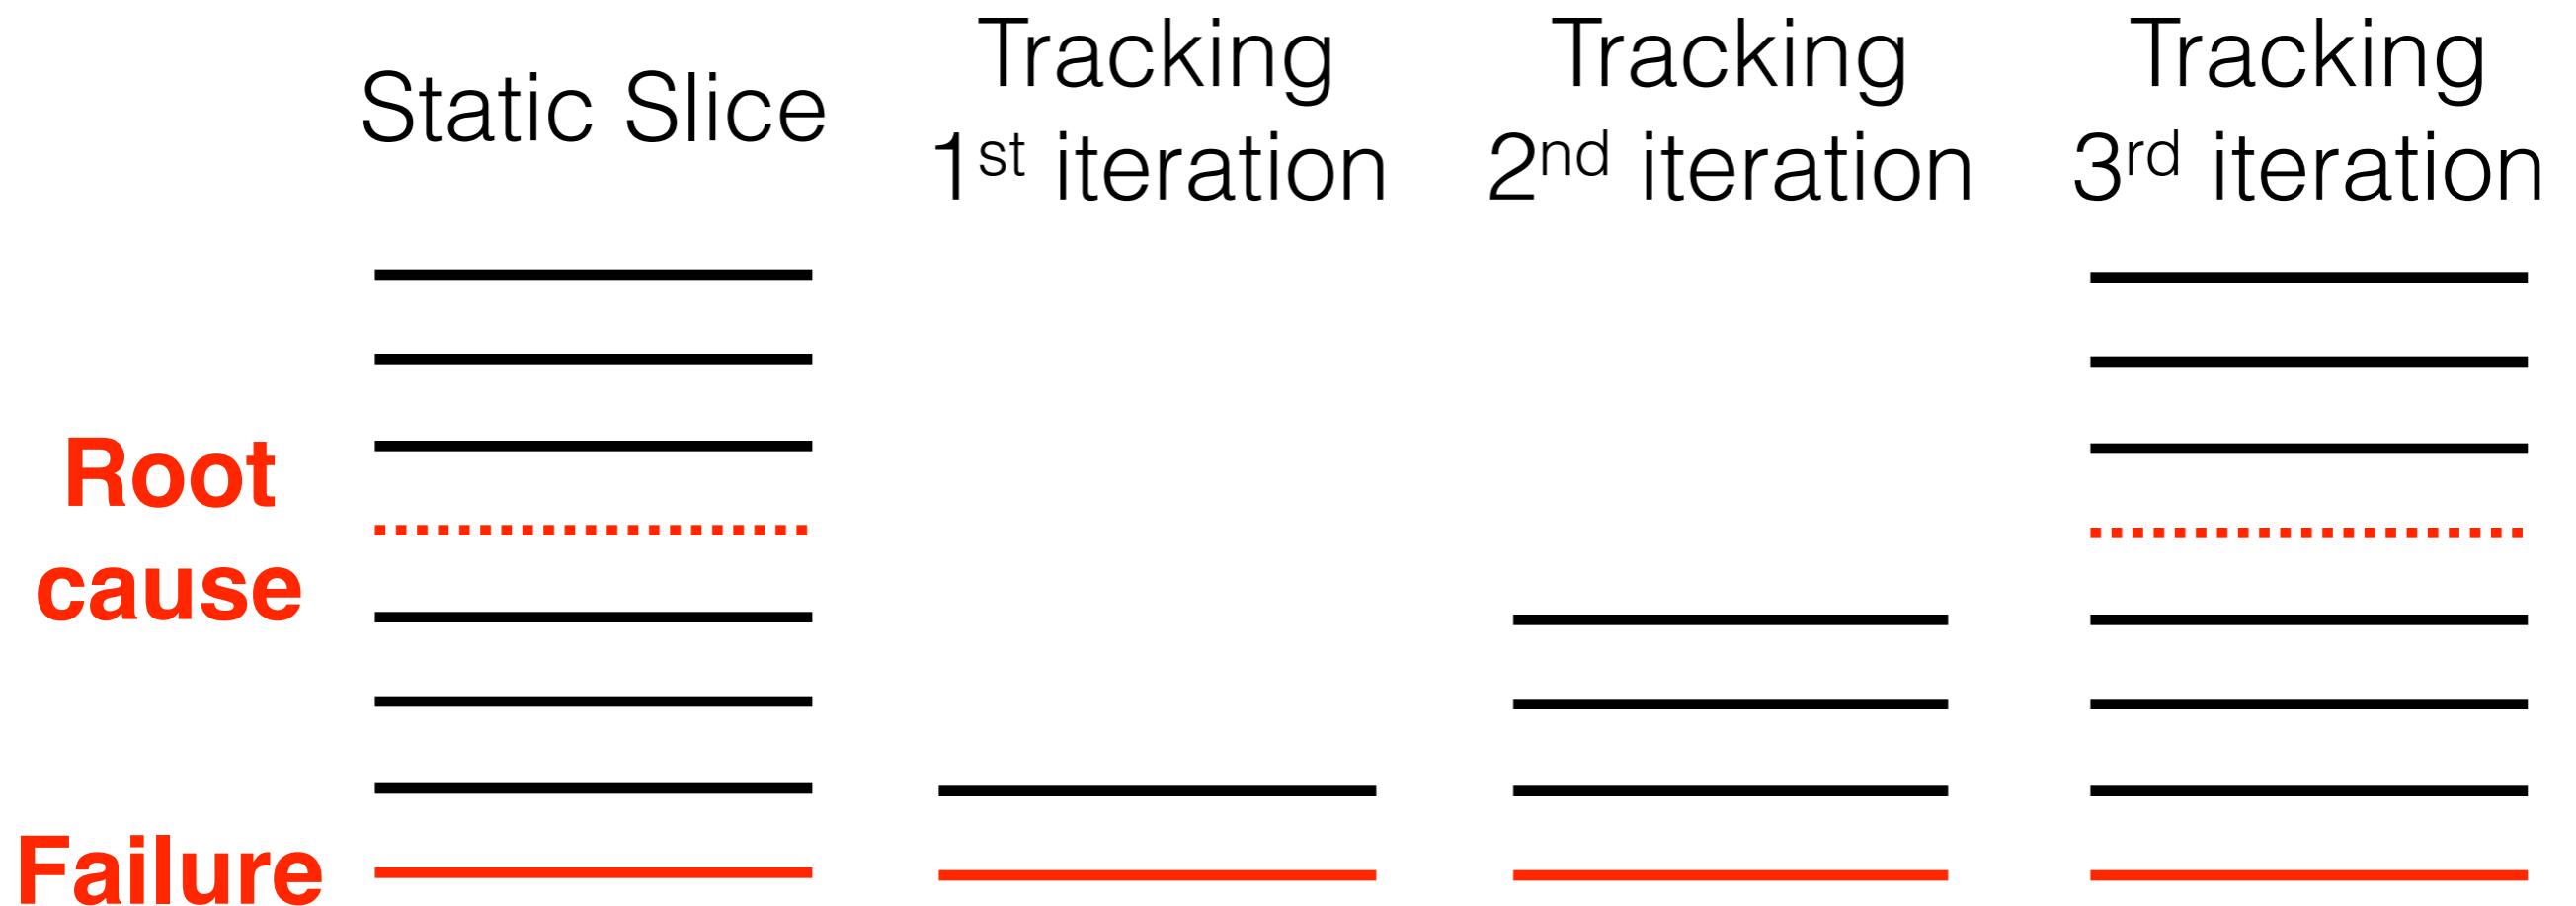 Static Slice
Tracking
1st iteration
Tracking
2nd iteration
Tracking
3rd iteration
Root
cause
Failure